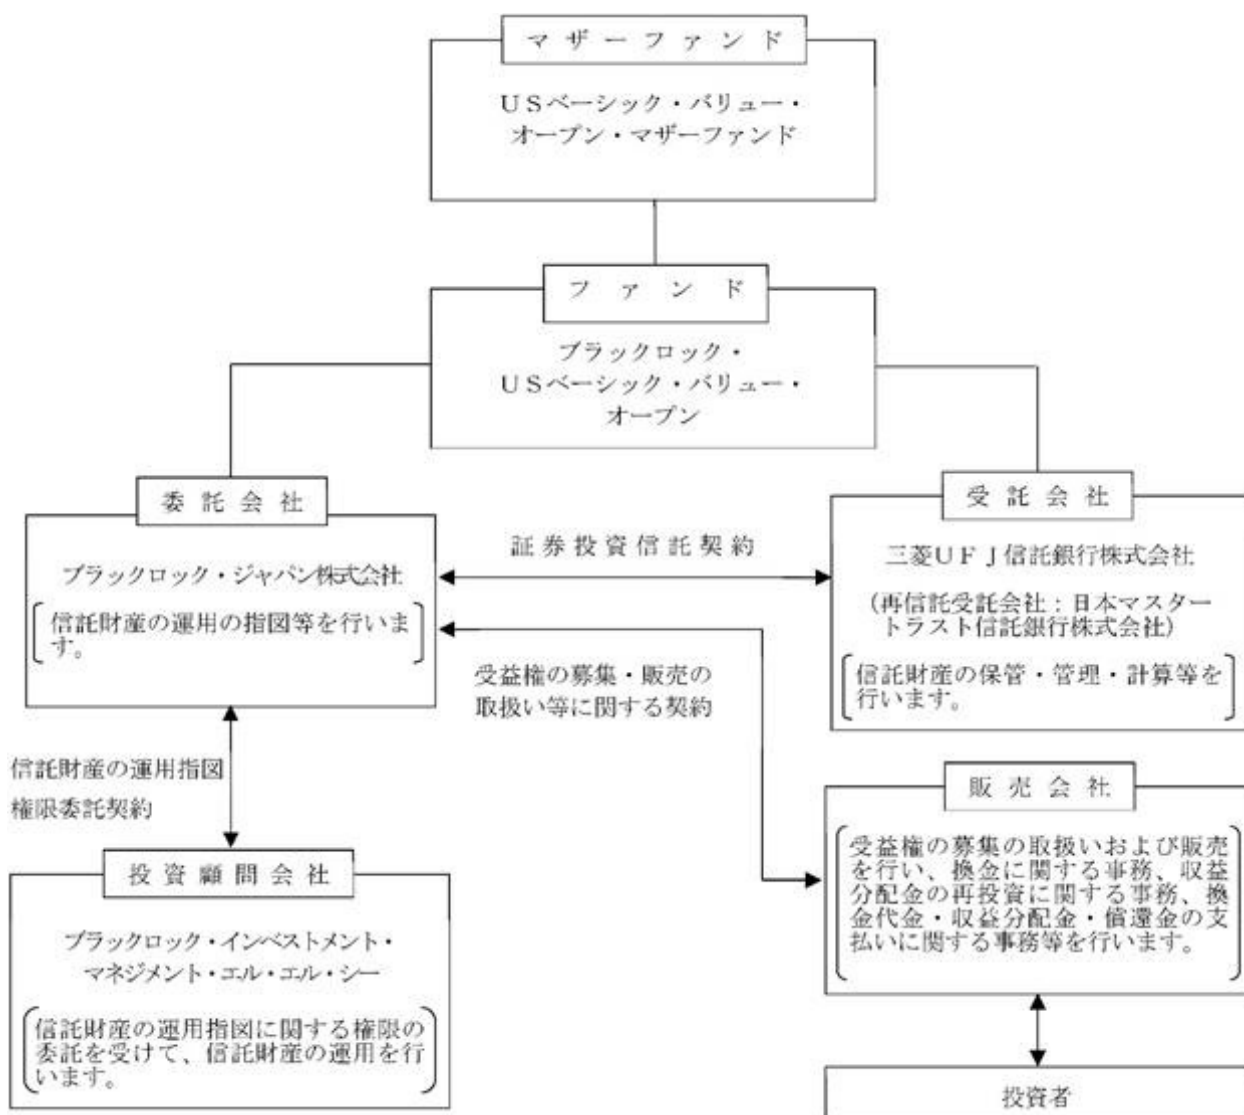 マザーファンド
USベーシック・バリュー・
オープン・マザーファンド
ファンド
ブラックロック・
USベーシック・バリュー・
オープン
委託会社
ブラックロック・ジャパン株式会社
信託財産の運用の指図等を行いま
す。
証券投資信託契約
受益権の募集・販売の
取扱い等に関する契約
受託会社
三菱UFJ信託銀行株式会社
(再信託受託会社:日本マスター
トラスト信託銀行株式会社)
信託財産の保管・管理・計算等を
行います。
信託財産の運用指図
権限委託契約
投資顧問会社
ブラックロック・インベストメント・
マネジメント・エル・エル・シー
信託財産の運用指図に関する権限の
委託を受けて、信託財産の運用を行
います。
販売会社
受益権の募集の取扱いおよび販売
を行い、換金に関する事務、収益
分配金の再投資に関する事務、換
金代金・収益分配金・償還金の支
払いに関する事務等を行います。
投資者